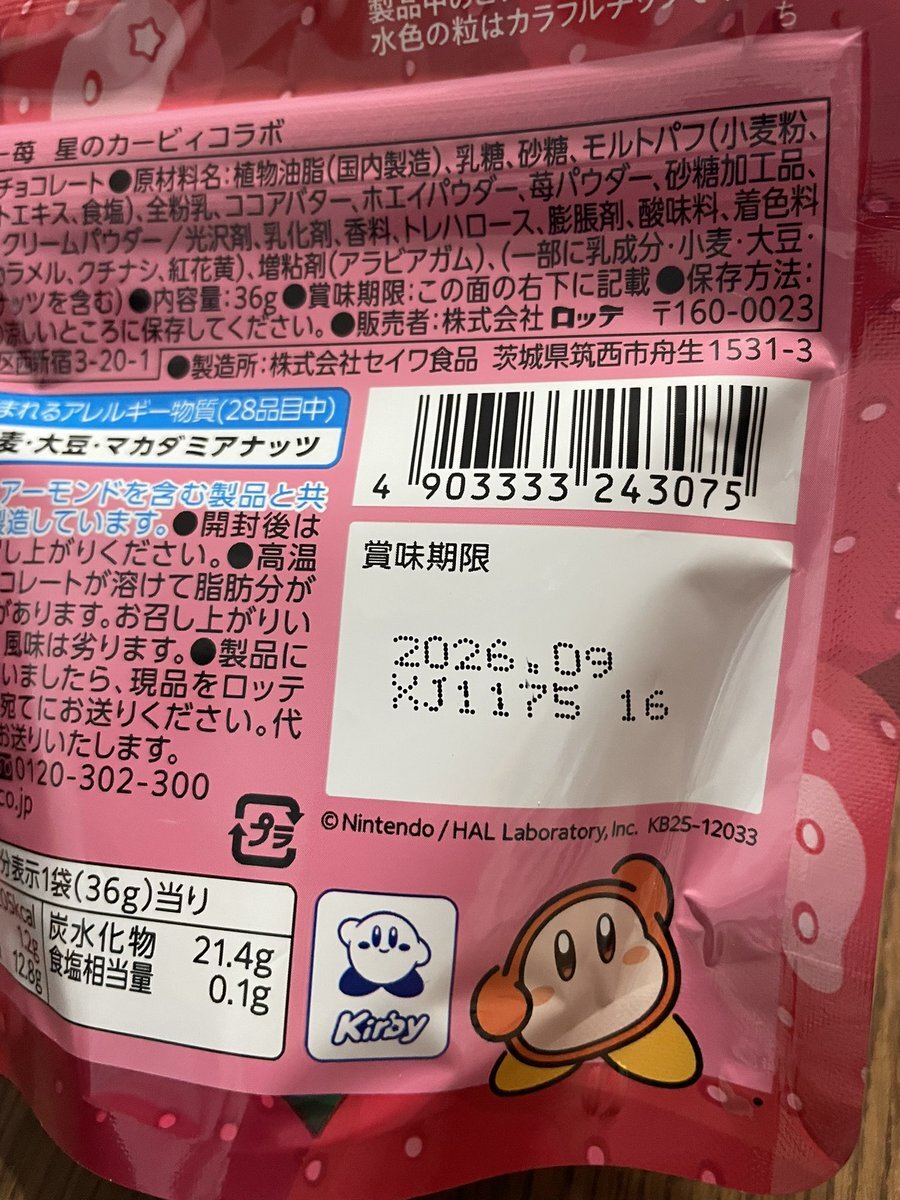 水色の粒はカラフルチップ
ち
苺 星のカービィコラボ
チョコレート●原材料名:植物油脂(国内製造)、乳糖、砂糖、モルトパフ(小麦粉、
トエキス、食塩)、全粉乳、ココアバター、ホエイパウダー、苺パウダー、砂糖加工品、
クリームパウダー/光沢剤、乳化剤、香料、トレハロース、膨脹剤、酸味料、着色料
ラメル、クチナシ、紅花黄)、増粘剤(アラビアガム)、(一部に乳成分・小麦・大豆・
ナッツを含む)●内容量:36g●賞味期限:この面の右下に記載●保存方法:
涼しいところに保存してください。●販売者:株式会社ロッテ 〒160-0023
区西新宿3-20-1 ●製造所:株式会社セイワ食品 茨城県筑西市舟生1531-3
まれるアレルギー物質(28品目中)
麦・大豆・マカダミアナッツ
アーモンドを含む製品と共
製造しています。●開封後は
し上がりください。●高温
コレートが溶けて脂肪分が
があります。お召し上がりい
風味は劣ります。●製品に
いましたら、現品をロッテ
宛てにお送りください。代
お送りいたします。
0120-302-300
co.jp
4 903333 243075
賞味期限
2026.09
XJ1175 16
プラ
©Nintendo / HAL Laboratory, Inc. KB25-12033
分表示1袋(36g)当り
炭水化物 21.4g
12g
食塩相当量 0.1g
12.8g
Kirby